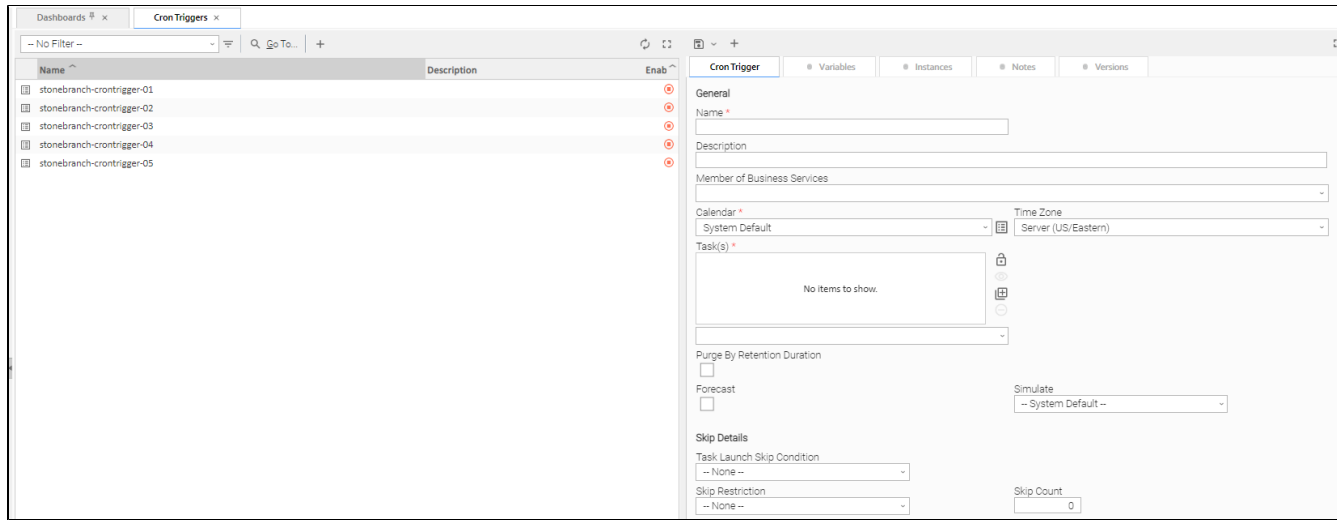 Dashboards
Cron Triggers
-- No Filter --
Go To...
Name Description Enab
stonebranch-crontrigger-01
stonebranch-crontrigger-02
stonebranch-crontrigger-03
stonebranch-crontrigger-04
stonebranch-crontrigger-05
Cron Trigger Variables Instances Notes Versions
General
Name *
Description
Member of Business Services
Calendar * Time Zone
System Default Server (US/Eastern)
Task(s) *
No items to show.
Purge By Retention Duration
Forecast Simulate
-- System Default --
Skip Details
Task Launch Skip Condition
-- None --
Skip Restriction Skip Count
-- None -- 0